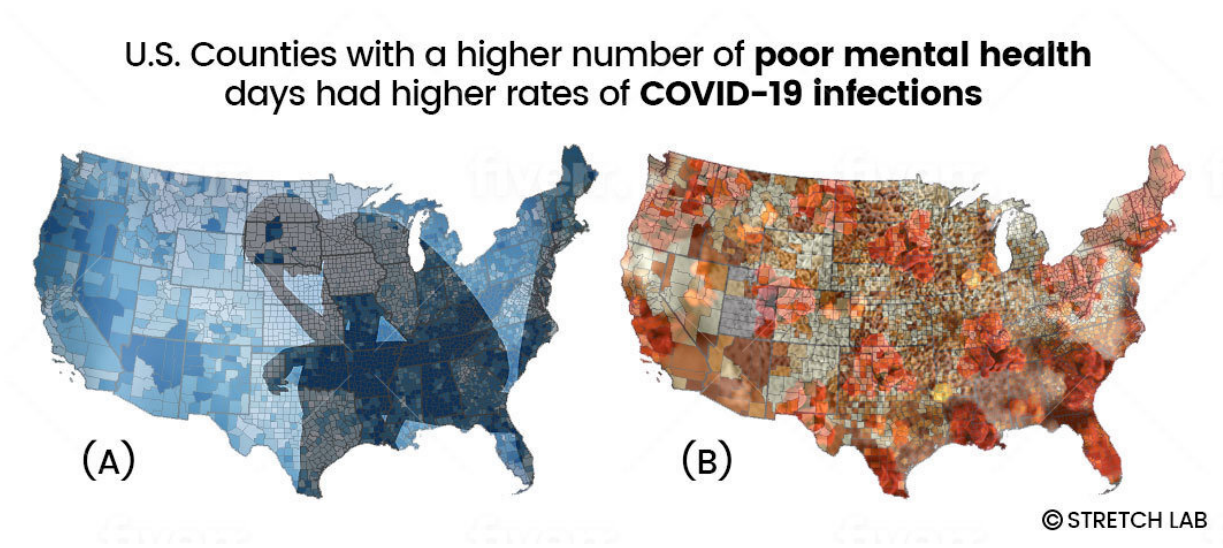 U.S. Counties with a higher number of poor mental health
days had higher rates of COVID-19 infections
(A)
(B)
© STRETCH LAB